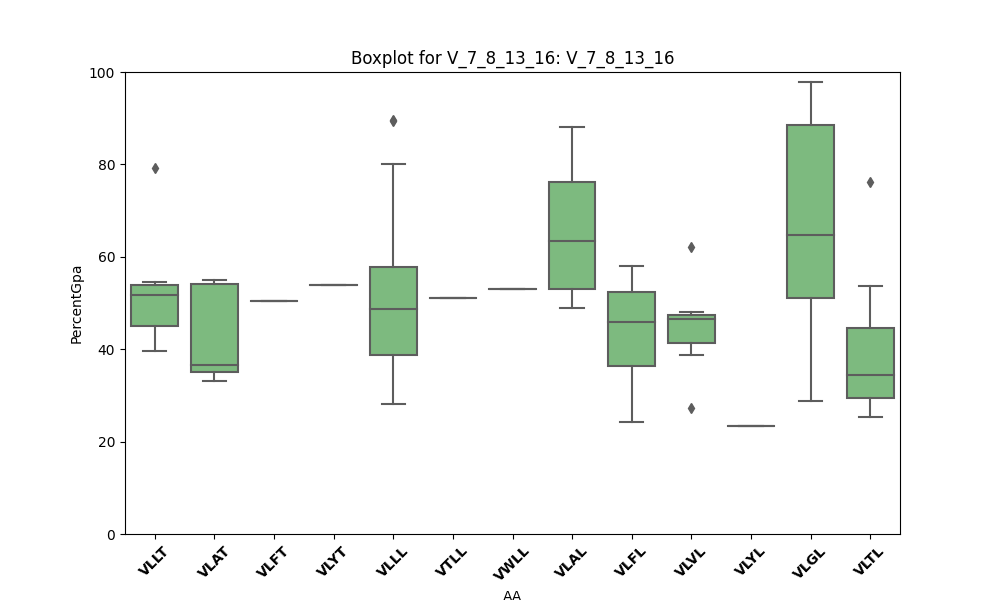 Boxplot for V_7_8_13_16: V_7_8_13_16
PercentGpa
100
80
60
40
20
0
VLLT VLAT VLFT VLYT VLLL VTLL VWLL VLAL VLFL VLVL VLYL VLGL VLTL
AA